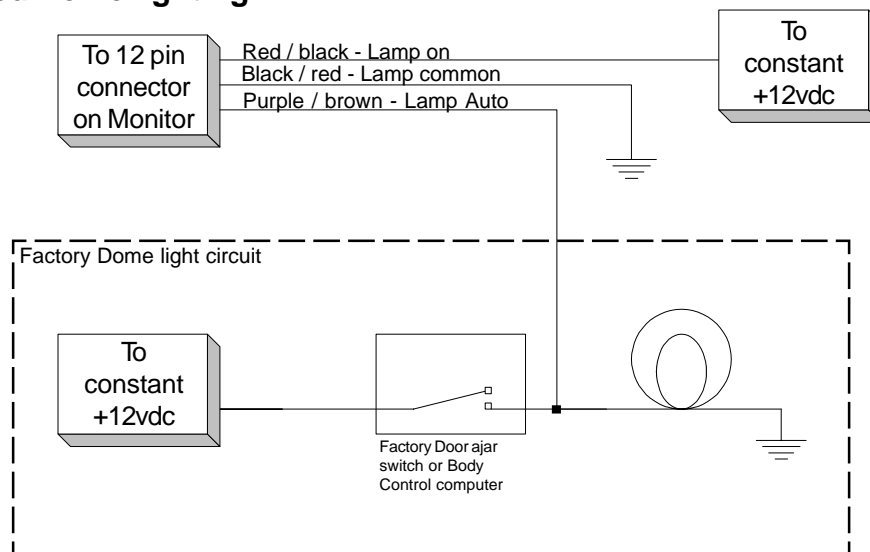 To 12 pin
connector
on Monitor
Red / black - Lamp on
Black / red - Lamp common
Purple / brown - Lamp Auto
To
constant
+12vdc
Factory Dome light circuit
To
constant
+12vdc
Factory Door ajar
switch or Body
Control computer